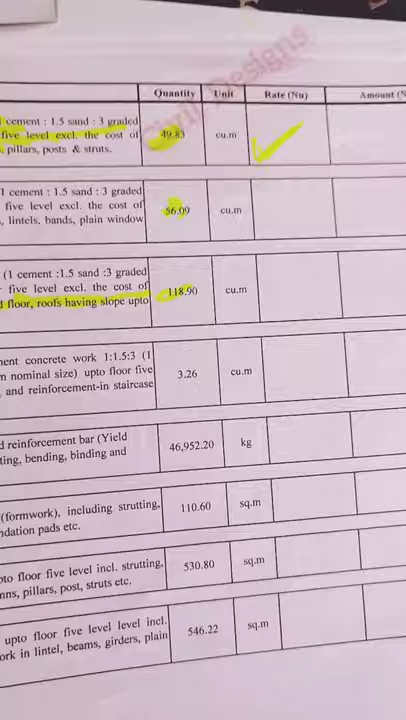 Civil Designs
Quantity Unit Rate (Nu) Amount (N
1 cement : 1.5 sand : 3 graded
five level excl. the cost of 49.83 cu.m
, pillars, posts & struts.
1 cement : 1.5 sand : 3 graded
five level excl. the cost of 56.09 cu.m
, lintels, bands, plain window
(1 cement :1.5 sand :3 graded
five level excl. the cost of 118.90 cu.m
d floor, roofs having slope upto
ment concrete work 1:1.5:3 (1
n nominal size) upto floor five 3.26 cu.m
, and reinforcement-in staircase
d reinforcement bar (Yield 46,952.20 kg
ting, bending, binding and
(formwork), including strutting, 110.60 sq.m
ndation pads etc.
pto floor five level incl. strutting, 530.80 sq.m
mns, pillars, post, struts etc.
upto floor five level level incl. 546.22 sq.m
ork in lintel, beams, girders, plain